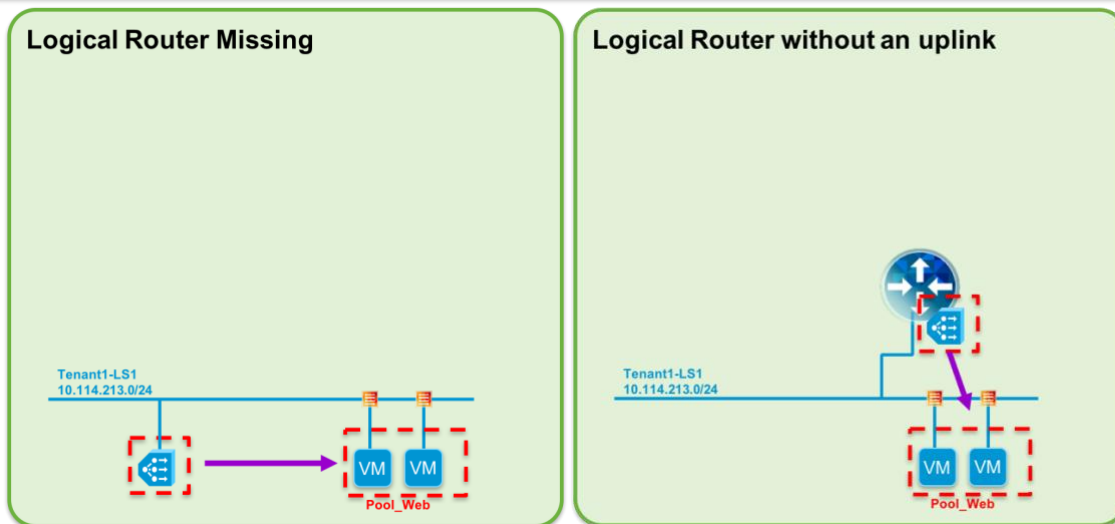 Logical Router Missing
Tenant1-LS1
10.114.213.0/24
VM
VM
Pool_Web
Logical Router without an uplink
Tenant1-LS1
10.114.213.0/24
VM
VM
Pool_Web